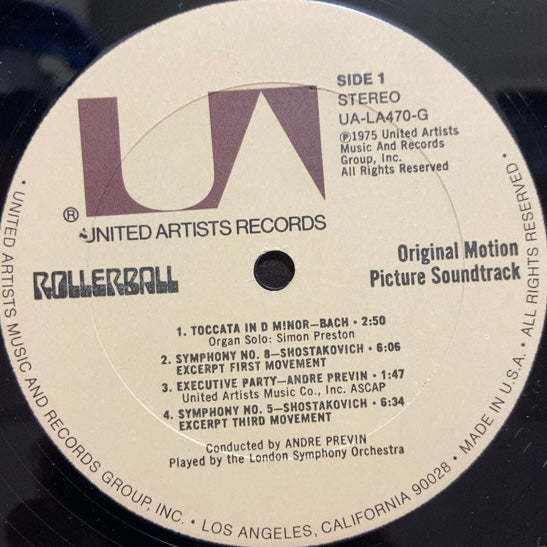 SIDE 1
STEREO
UA-LA470-G
℗1975 United Artists
Music And Records
Group, Inc.
All Rights Reserved
UA
®
UNITED ARTISTS RECORDS
ROLLERBALL
Original Motion
Picture Soundtrack
1. TOCCATA IN D MINOR—BACH • 2:50
Organ Solo: Simon Preston
2. SYMPHONY NO. 8—SHOSTAKOVICH • 6:06
EXCERPT FIRST MOVEMENT
3. EXECUTIVE PARTY—ANDRE PREVIN • 1:47
United Artists Music Co., Inc. ASCAP
4. SYMPHONY NO. 5—SHOSTAKOVICH • 6:34
EXCERPT THIRD MOVEMENT
Conducted by ANDRE PREVIN
Played by the London Symphony Orchestra
• UNITED ARTISTS MUSIC AND RECORDS GROUP, INC. • LOS ANGELES, CALIFORNIA 90028 • MADE IN U.S.A. • ALL RIGHTS RESERVED •